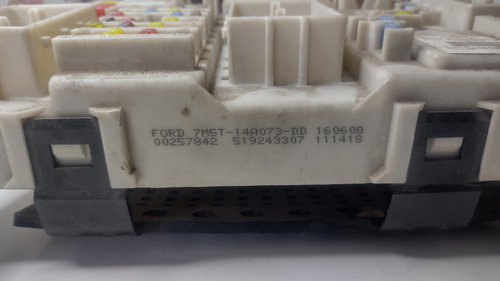 FORD 7M5T-14A073-DD 160608
00257842 519243307 111418